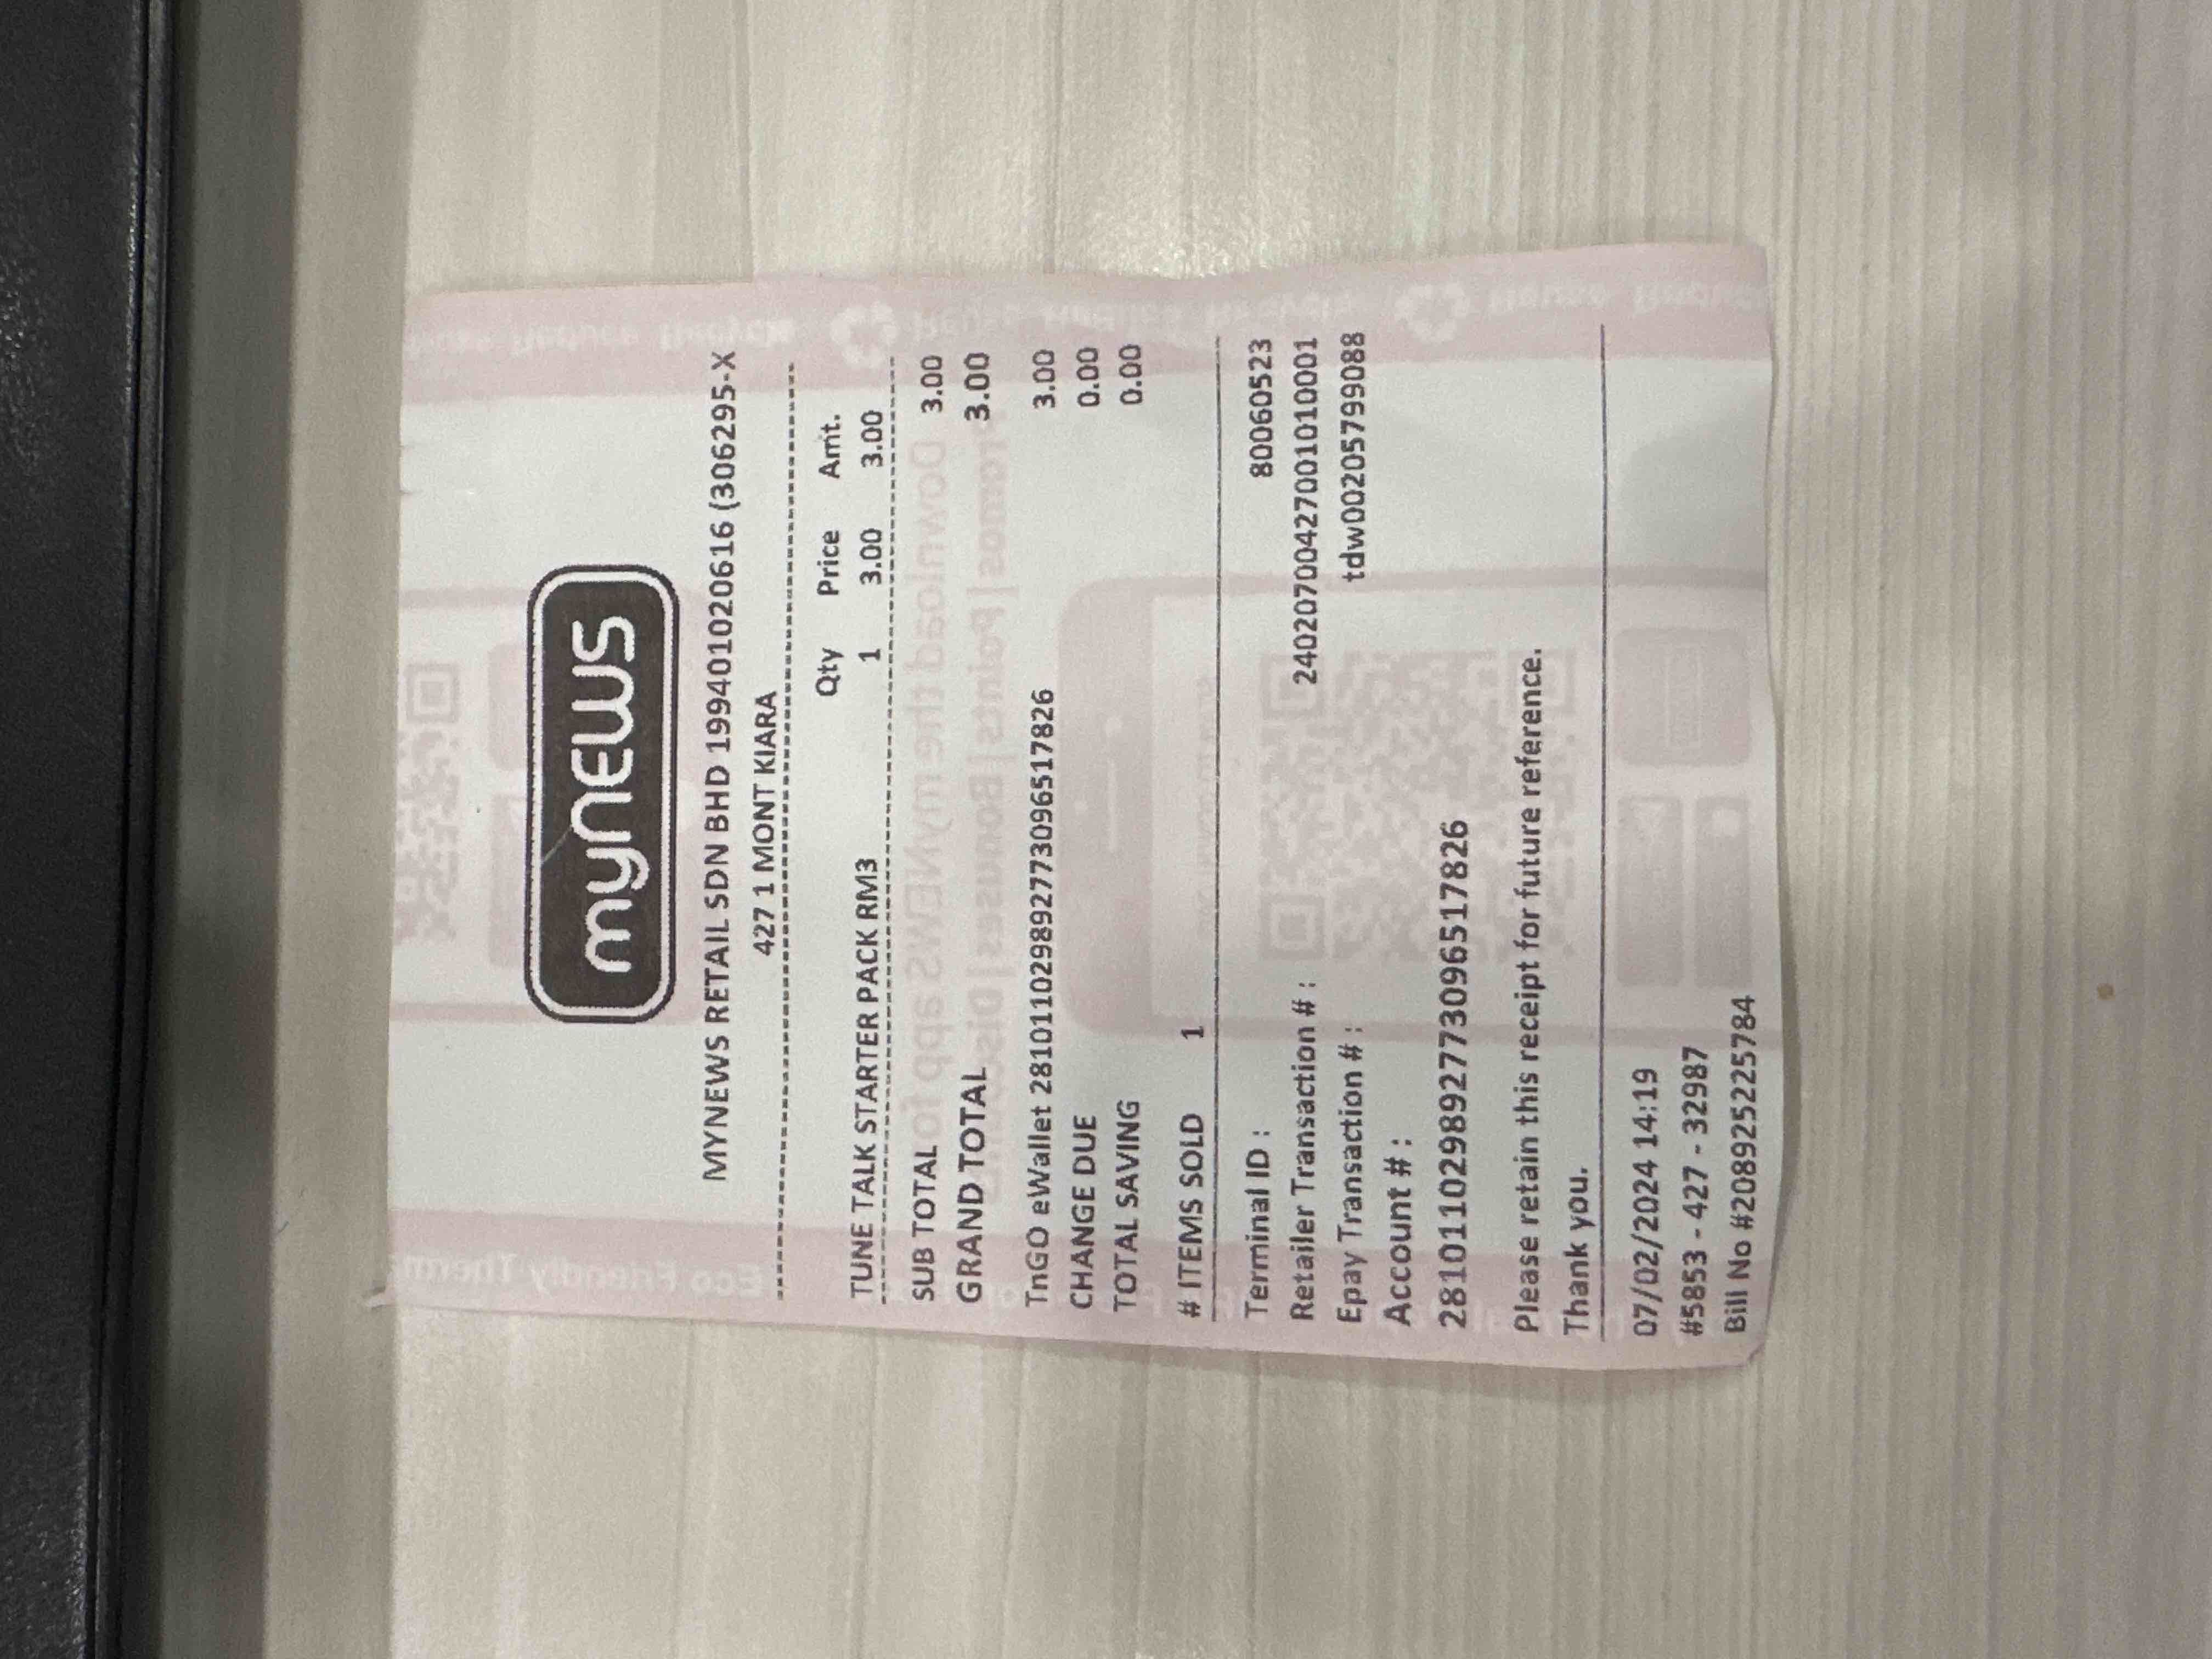 mynews
MYNEWS RETAIL SDN BHD 199401020616 (306295-X
427 1 MONT KIARA
Qty Price Amt.
TUNE TALK STARTER PACK RM3 1 3.00 3.00
SUB TOTAL 3.00
GRAND TOTAL 3.00
TnGO eWallet 281011029892773096517826 3.00
CHANGE DUE 0.00
TOTAL SAVING 0.00
# ITEMS SOLD 1
Terminal ID : 80060523
Retailer Transaction # : 24020700427001010001
Epay Transaction # : tdw00205799088
Account # :
281011029892773096517826
Please retain this receipt for future reference.
Thank you.
07/02/2024 14:19
#5853 - 427 - 32987
Bill No #208925225784